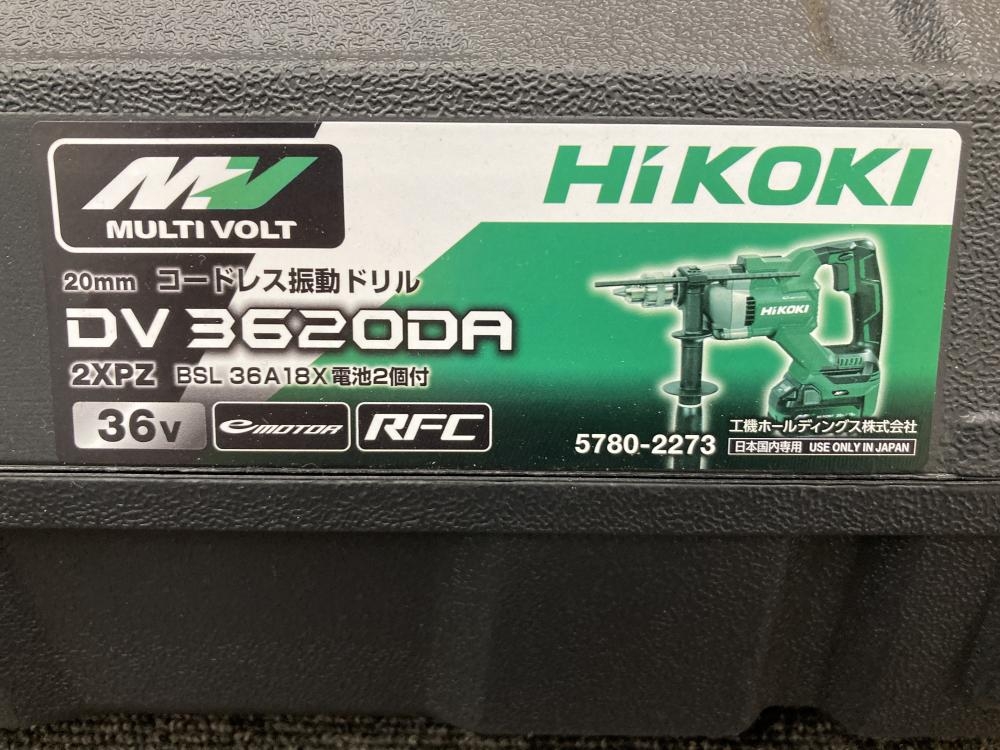 MV
MULTI VOLT
HiKOKI
20mm コードレス振動ドリル
DV 3620DA
2XPZ BSL 36A18X 電池2個付
36V
e MOTOR
RFC
HiKOKI
5780-2273
工機ホールディングス株式会社
日本国内専用 USE ONLY IN JAPAN